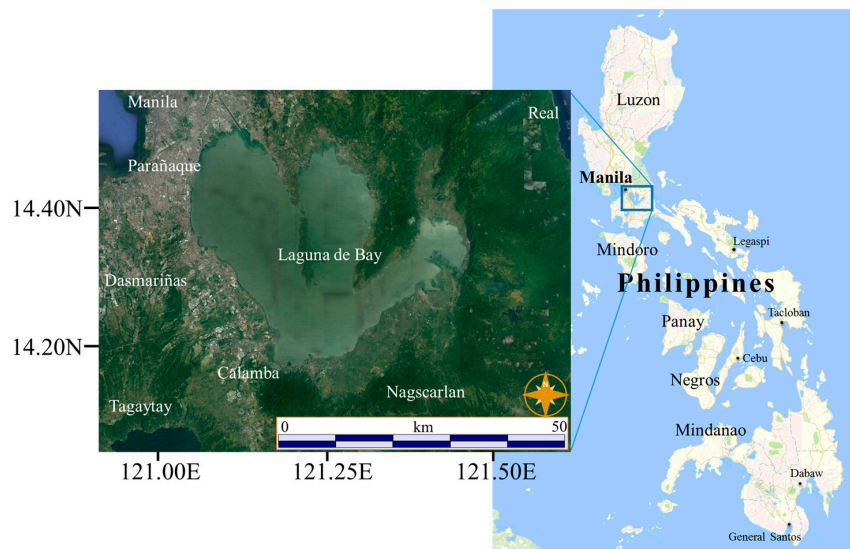 Manila
Real
Parañaque
14.40N
Laguna de Bay
Dasmariñas
14.20N
Calamba
Nagscarlan
Tagaytay
0 km 50
121.00E 121.25E 121.50E
Luzon
Manila
Legaspi
Mindoro
Philippines
Panay
Tacloban
Cebu
Negros
Mindanao
Dabaw
General Santos